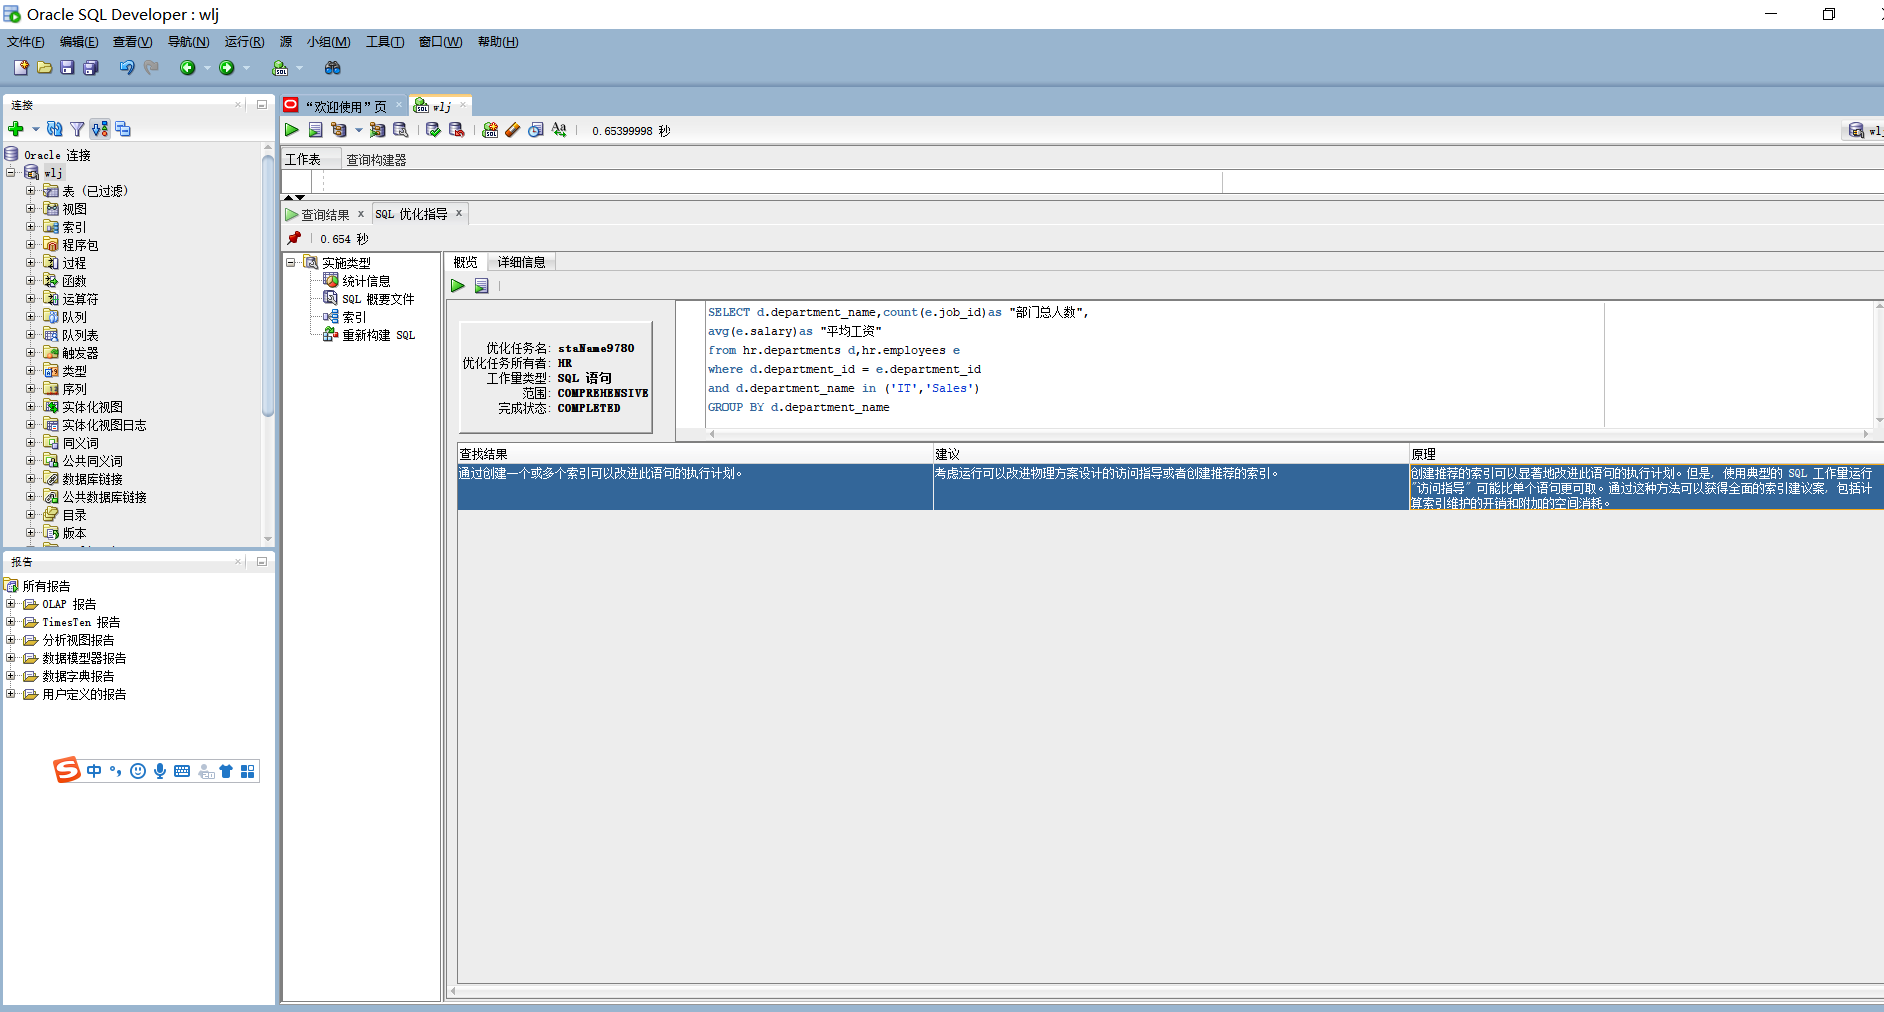 Oracle SQL Developer : wlj
文件(F) 编辑(E) 查看(V) 导航(N) 运行(R) 源 小组(M) 工具(T) 窗口(W) 帮助(H)
连接
Oracle 连接
wlj
表 (已过滤)
视图
索引
程序包
过程
函数
运算符
队列
队列表
触发器
类型
序列
实体化视图
实体化视图日志
同义词
公共同义词
数据库链接
公共数据库链接
目录
版本
报告
所有报告
OLAP 报告
TimesTen 报告
分析视图报告
数据模型器报告
数据字典报告
用户定义的报告
中
“欢迎使用”页
wlj
0.65399998 秒
wlj
工作表 查询构建器
查询结果 x SQL 优化指导 x
0.654 秒
实施类型
统计信息
SQL 概要文件
索引
重新构建 SQL
概览 详细信息
优化任务名: staName9780
优化任务所有者: HR
工作量类型: SQL 语句
范围: COMPREHENSIVE
完成状态: COMPLETED
SELECT d.department_name,count(e.job_id)as "部门总人数",
avg(e.salary)as "平均工资"
from hr.departments d,hr.employees e
where d.department_id = e.department_id
and d.department_name in ('IT','Sales')
GROUP BY d.department_name
查找结果 建议 原理
通过创建一个或多个索引可以改进此语句的执行计划。
考虑运行可以改进物理方案设计的访问指导或者创建推荐的索引。
创建推荐的索引可以显著地改进此语句的执行计划。但是, 使用典型的 SQL 工作量运行
"访问指导" 可能比单个语句更可取。通过这种方法可以获得全面的索引建议案, 包括计
算索引维护的开销和附加的空间消耗。